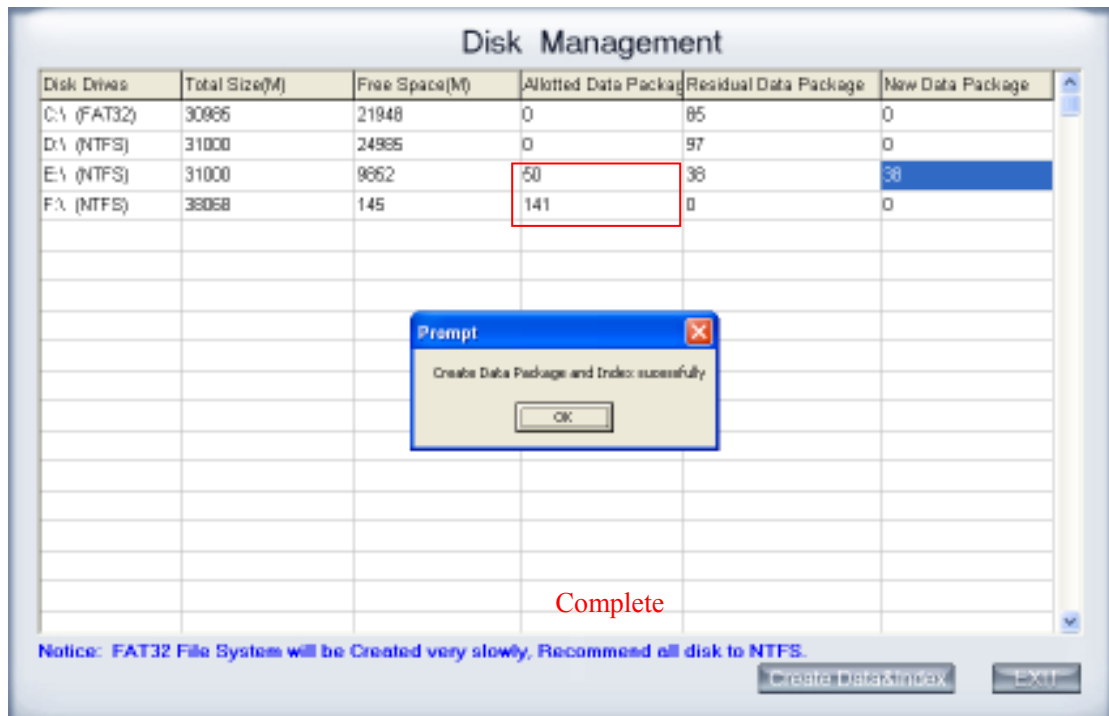 Disk Management
Disk Drives Total Size(M) Free Space(M) Allotted Data Packag Residual Data Package New Data Package
C:\ (FAT32) 30985 21948 0 85 0
D:\ (NTFS) 31000 24985 0 97 0
E:\ (NTFS) 31000 9852 50 38 38
F:\ (NTFS) 38068 145 141 0 0
Prompt
Create Data Package and Index sucessfully
OK
Complete
Notice: FAT32 File System will be Created very slowly, Recommend all disk to NTFS.
Create Data&Index EXIT